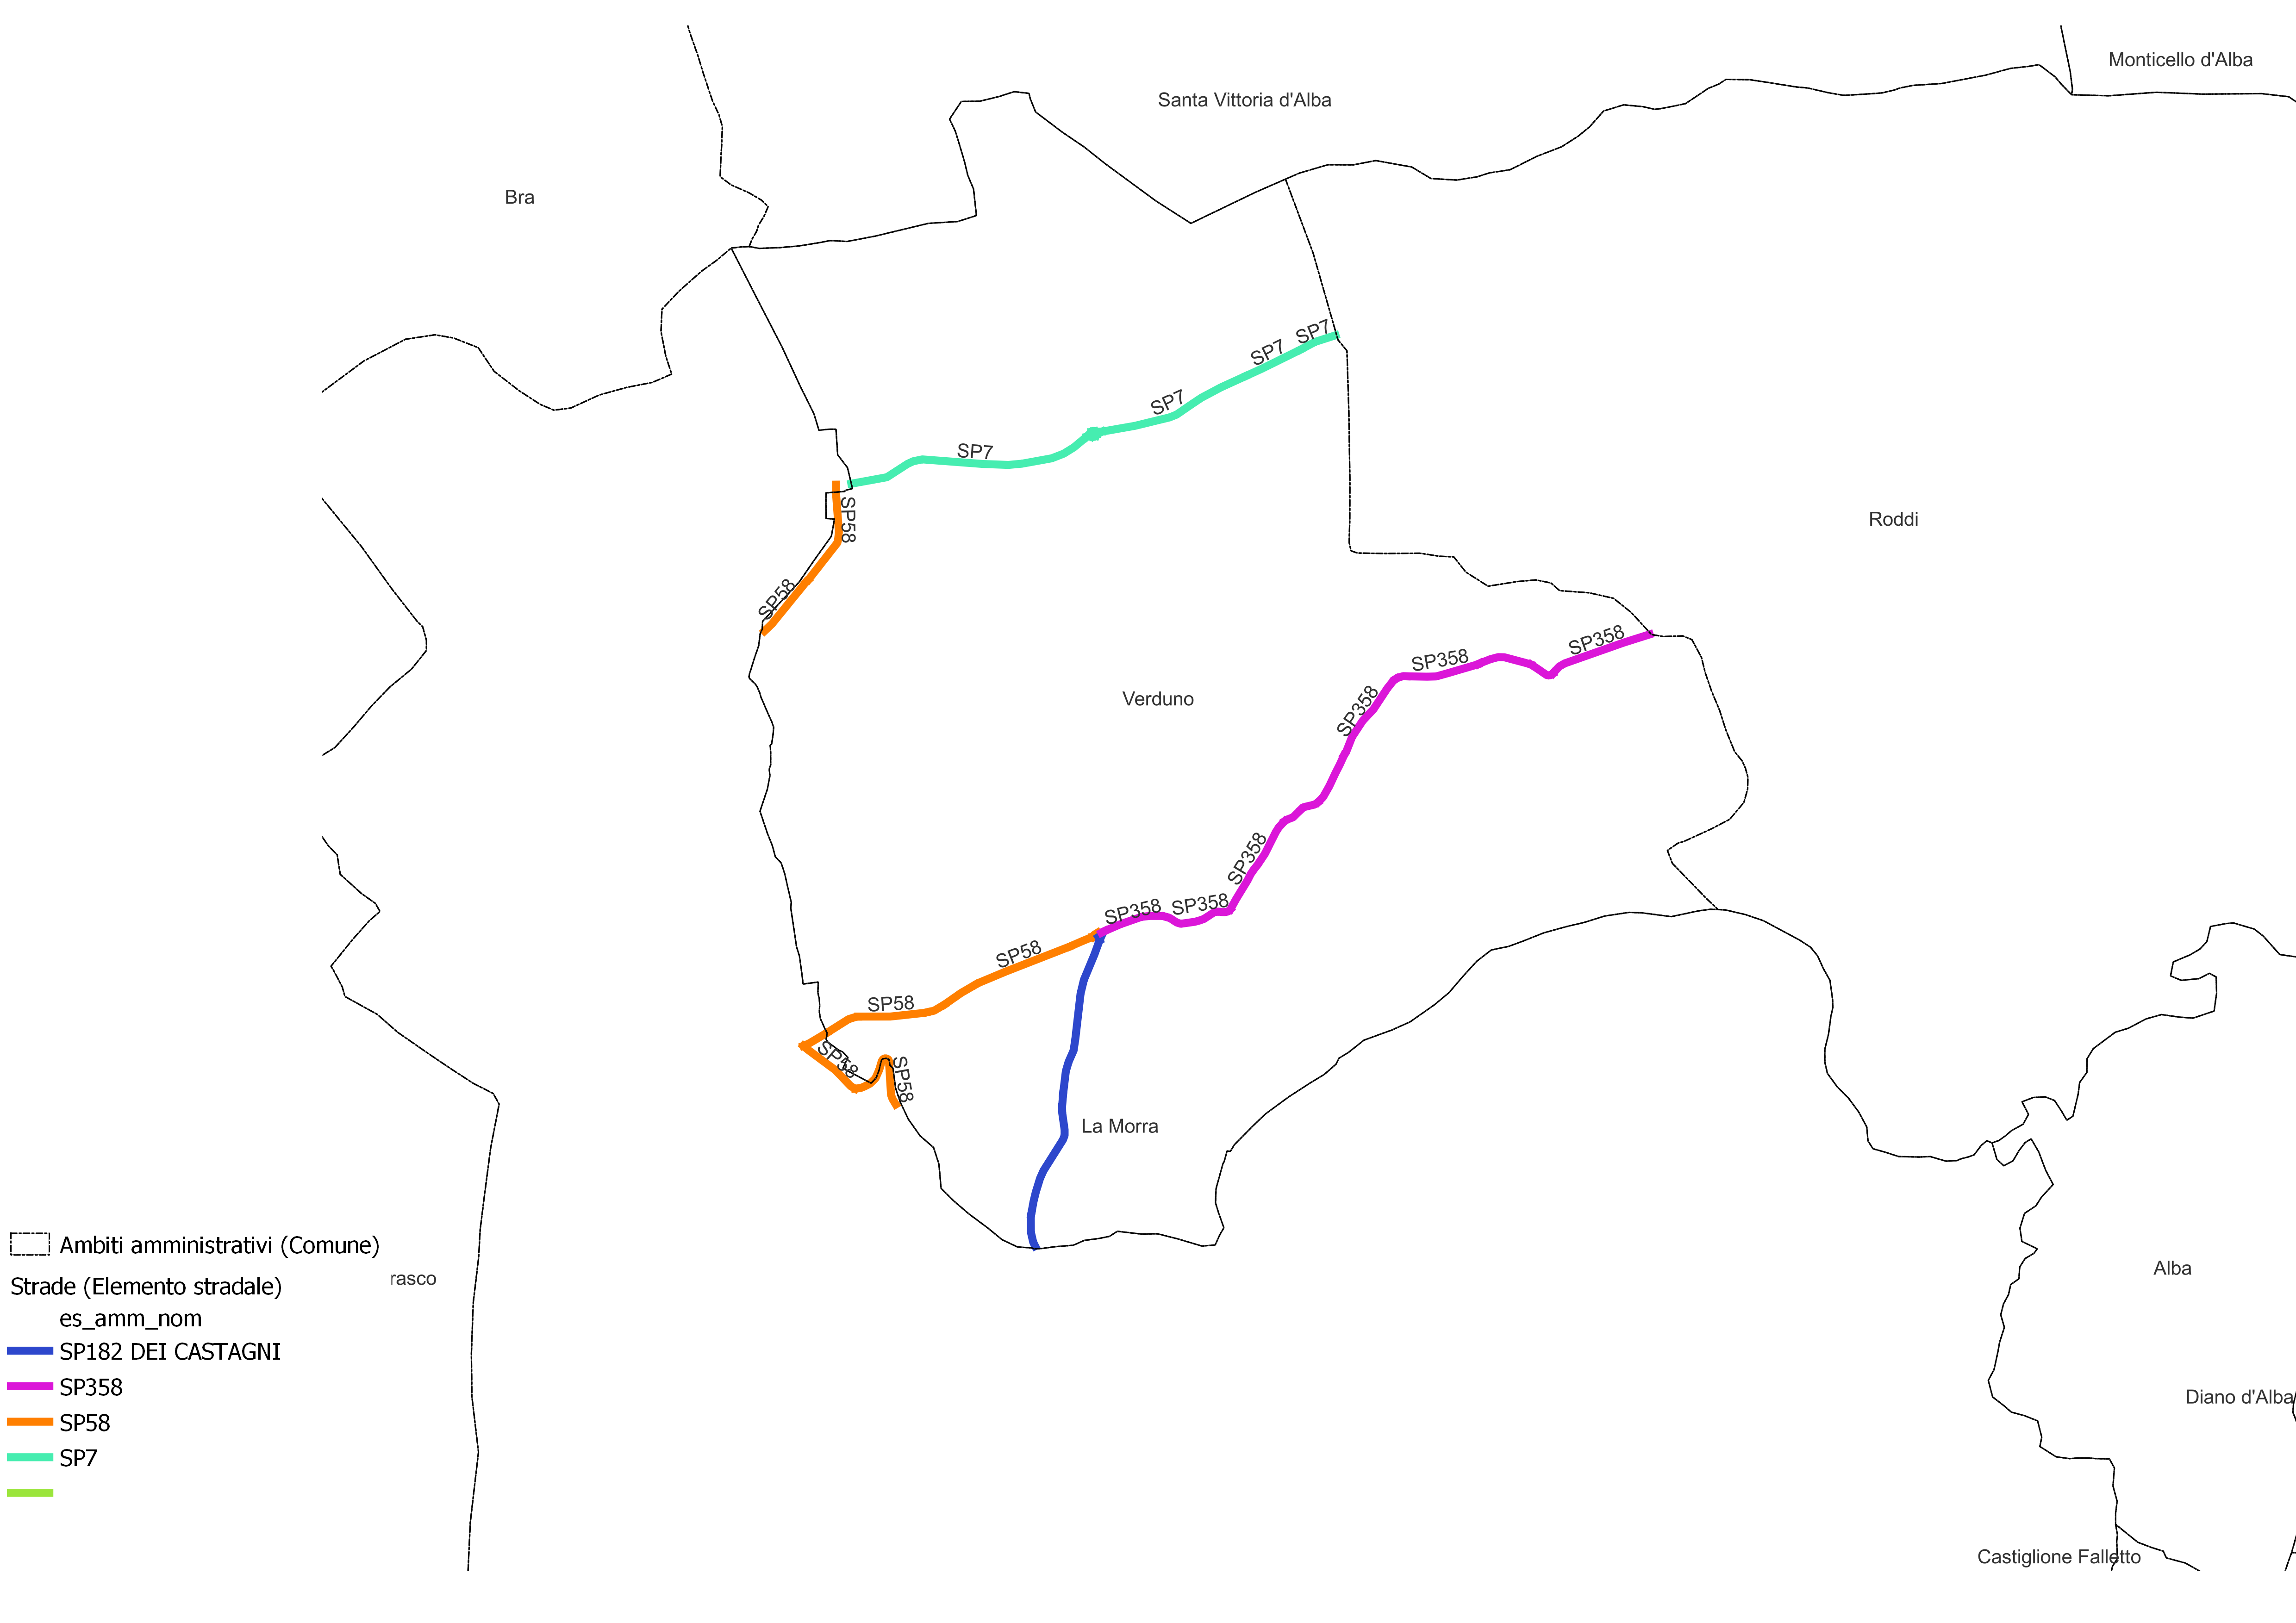 Monticello d'Alba
Santa Vittoria d'Alba
Bra
SP7
SP7
SP7
SP7
SP58
Roddi
SP58
SP358
SP358
Verduno
SP358
SP358
SP358
SP358
SP58
SP58
SP58
SP58
La Morra
Ambiti amministrativi (Comune)
Alba
rasco
Strade (Elemento stradale)
es_amm_nom
SP182 DEI CASTAGNI
SP358
Diano d'Alba
SP58
SP7
Castiglione Falletto